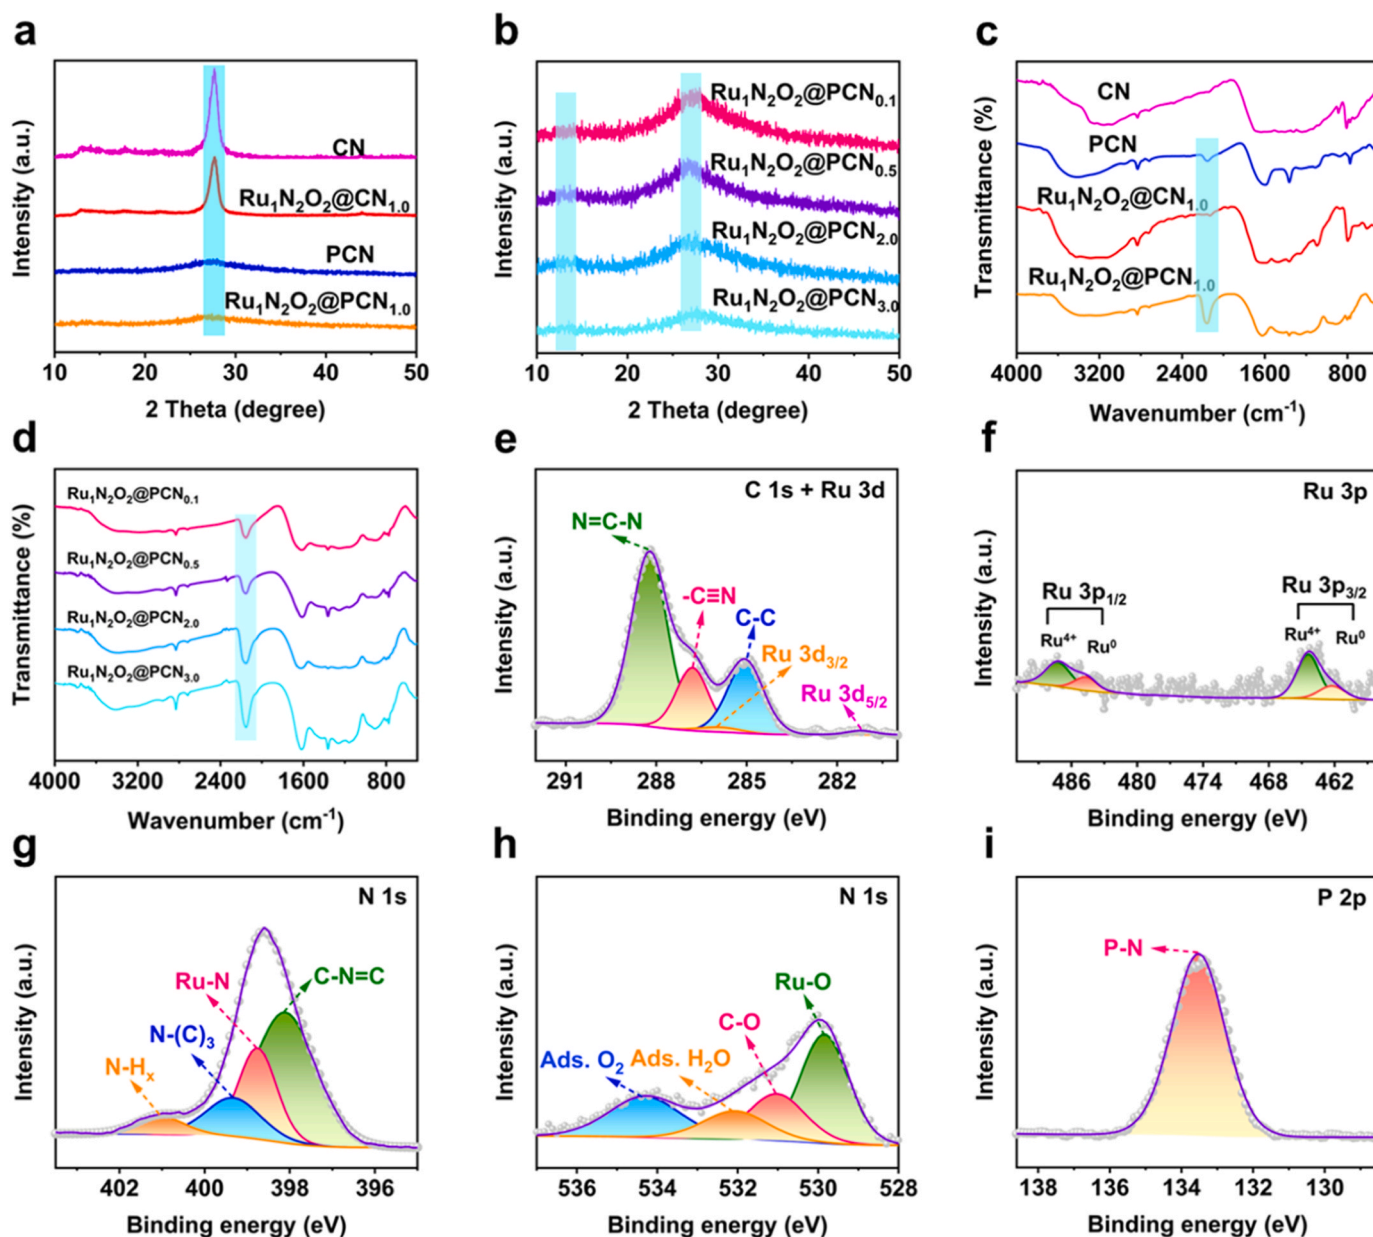 a
Intensity (a.u.)
CN
Ru₁N₂O₂@CN₁.₀
PCN
Ru₁N₂O₂@PCN₁.₀
10 20 30 40 50
2 Theta (degree)
b
Intensity (a.u.)
Ru₁N₂O₂@PCN₀.₁
Ru₁N₂O₂@PCN₀.₅
Ru₁N₂O₂@PCN₂.₀
Ru₁N₂O₂@PCN₃.₀
10 20 30 40 50
2 Theta (degree)
c
Transmittance (%)
CN
PCN
Ru₁N₂O₂@CN₁.₀
Ru₁N₂O₂@PCN₁.₀
4000 3200 2400 1600 800
Wavenumber (cm⁻¹)
d
Transmittance (%)
Ru₁N₂O₂@PCN₀.₁
Ru₁N₂O₂@PCN₀.₅
Ru₁N₂O₂@PCN₂.₀
Ru₁N₂O₂@PCN₃.₀
4000 3200 2400 1600 800
Wavenumber (cm⁻¹)
e
Intensity (a.u.)
C 1s + Ru 3d
N=C-N
-C≡N
C-C
Ru 3d₃/₂
Ru 3d₅/₂
291 288 285 282
Binding energy (eV)
f
Intensity (a.u.)
Ru 3p
Ru 3p₁/₂
Ru⁴⁺ Ru⁰
Ru 3p₃/₂
Ru⁴⁺ Ru⁰
486 480 474 468 462
Binding energy (eV)
g
Intensity (a.u.)
N 1s
Ru-N
C-N=C
N-(C)₃
N-Hₓ
402 400 398 396
Binding energy (eV)
h
Intensity (a.u.)
N 1s
Ru-O
C-O
Ads. O₂
Ads. H₂O
536 534 532 530 528
Binding energy (eV)
i
Intensity (a.u.)
P 2p
P-N
138 136 134 132 130
Binding energy (eV)